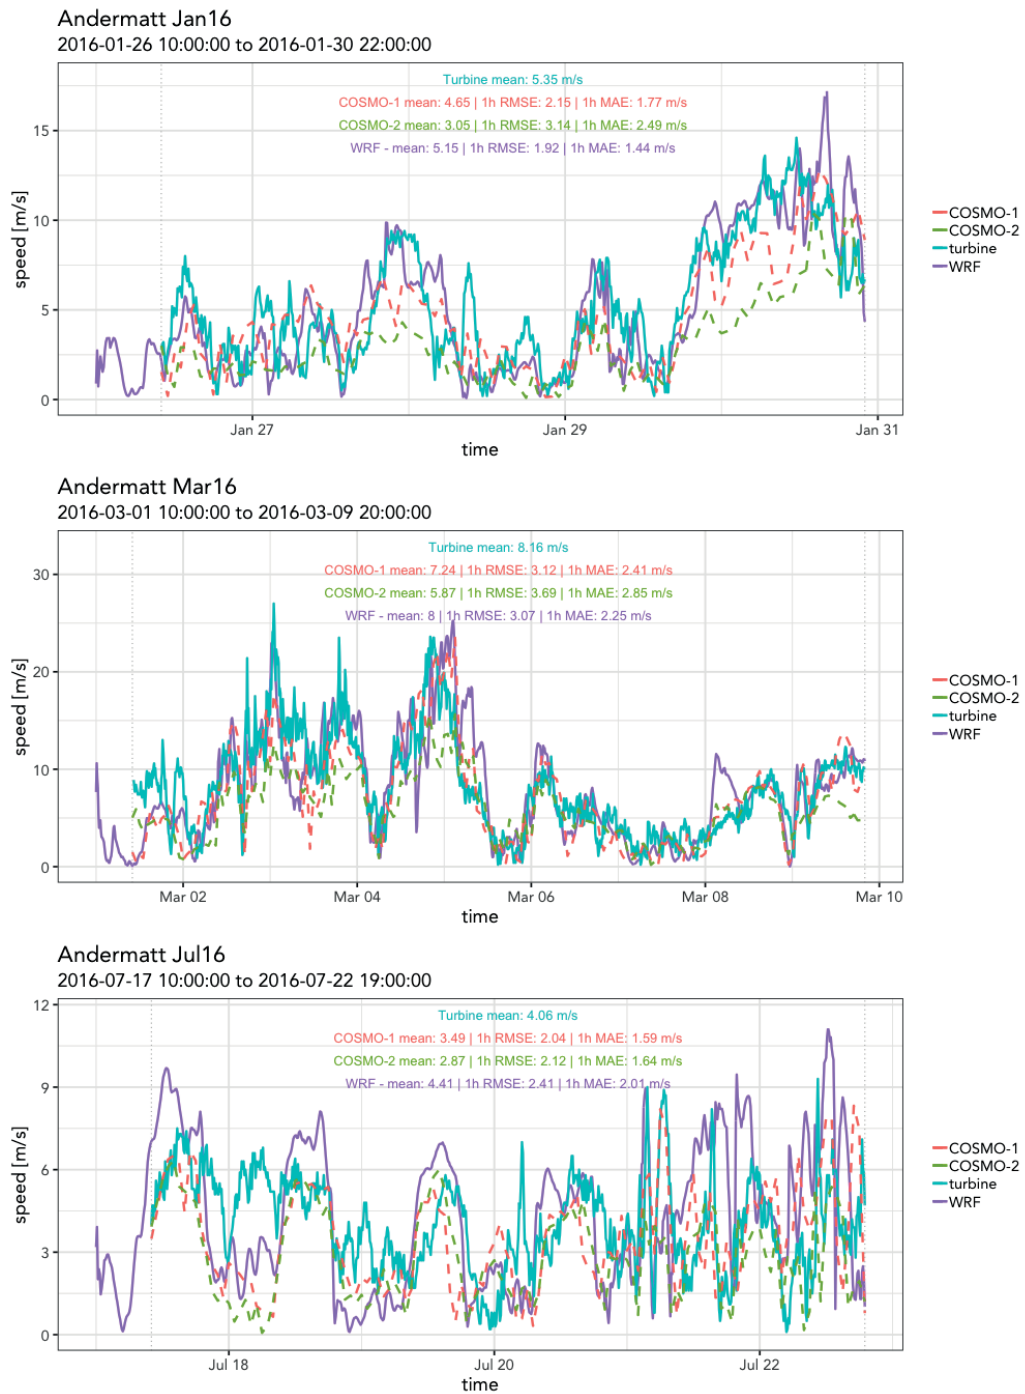 Andermatt Jan16
2016-01-26 10:00:00 to 2016-01-30 22:00:00
Turbine mean: 5.35 m/s
COSMO-1 mean: 4.65 | 1h RMSE: 2.15 | 1h MAE: 1.77 m/s
COSMO-2 mean: 3.05 | 1h RMSE: 3.14 | 1h MAE: 2.49 m/s
WRF - mean: 5.15 | 1h RMSE: 1.92 | 1h MAE: 1.44 m/s
15
10
5
0
speed [m/s]
Jan 27
Jan 29
Jan 31
time
COSMO-1
COSMO-2
turbine
WRF
Andermatt Mar16
2016-03-01 10:00:00 to 2016-03-09 20:00:00
Turbine mean: 8.16 m/s
COSMO-1 mean: 7.24 | 1h RMSE: 3.12 | 1h MAE: 2.41 m/s
COSMO-2 mean: 5.87 | 1h RMSE: 3.69 | 1h MAE: 2.85 m/s
WRF - mean: 8 | 1h RMSE: 3.07 | 1h MAE: 2.25 m/s
30
20
10
0
speed [m/s]
Mar 02
Mar 04
Mar 06
Mar 08
Mar 10
time
COSMO-1
COSMO-2
turbine
WRF
Andermatt Jul16
2016-07-17 10:00:00 to 2016-07-22 19:00:00
Turbine mean: 4.06 m/s
COSMO-1 mean: 3.49 | 1h RMSE: 2.04 | 1h MAE: 1.59 m/s
COSMO-2 mean: 2.87 | 1h RMSE: 2.12 | 1h MAE: 1.64 m/s
WRF - mean: 4.41 | 1h RMSE: 2.41 | 1h MAE: 2.01 m/s
12
9
6
3
0
speed [m/s]
Jul 18
Jul 20
Jul 22
time
COSMO-1
COSMO-2
turbine
WRF